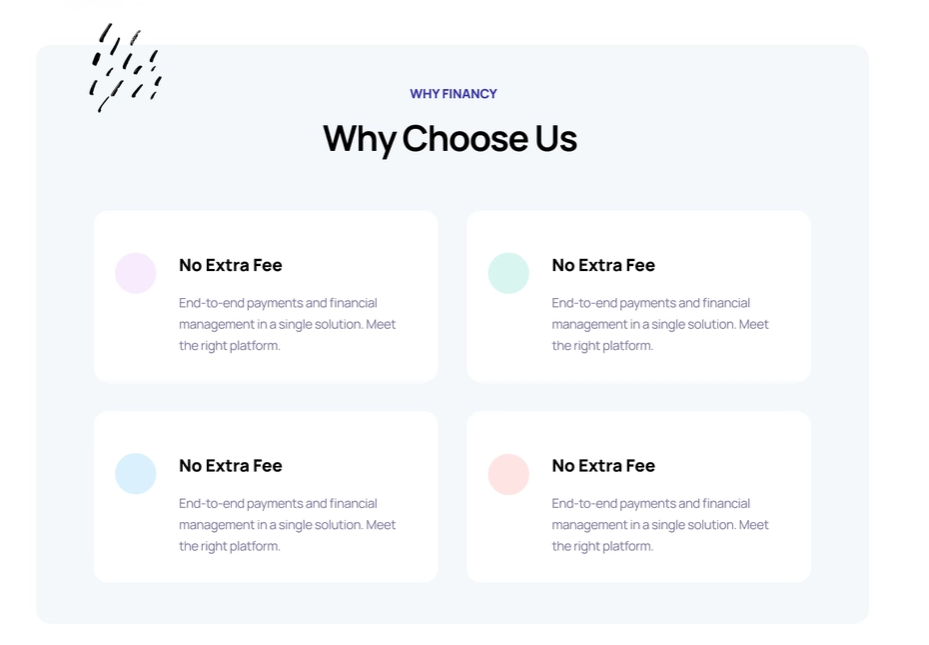 WHY FINANCY
Why Choose Us
No Extra Fee
End-to-end payments and financial
management in a single solution. Meet
the right platform.
No Extra Fee
End-to-end payments and financial
management in a single solution. Meet
the right platform.
No Extra Fee
End-to-end payments and financial
management in a single solution. Meet
the right platform.
No Extra Fee
End-to-end payments and financial
management in a single solution. Meet
the right platform.